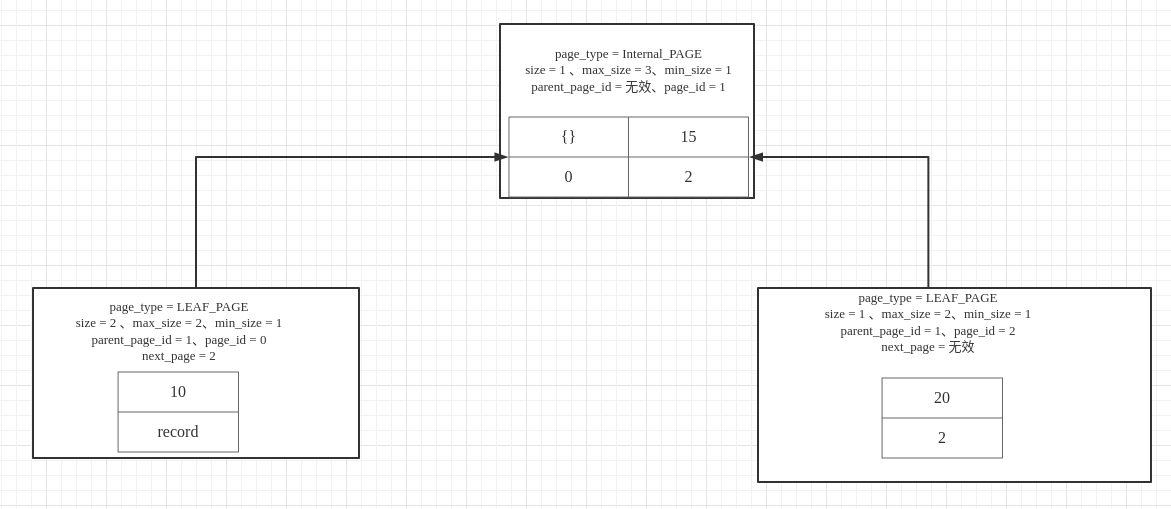 page_type = Internal_PAGE
size = 1 、max_size = 3、min_size = 1
parent_page_id = 无效、page_id = 1
{} 15
0 2
page_type = LEAF_PAGE
size = 2 、max_size = 2、min_size = 1
parent_page_id = 1、page_id = 0
next_page = 2
10
record
page_type = LEAF_PAGE
size = 1 、max_size = 2、min_size = 1
parent_page_id = 1、page_id = 2
next_page = 无效
20
2